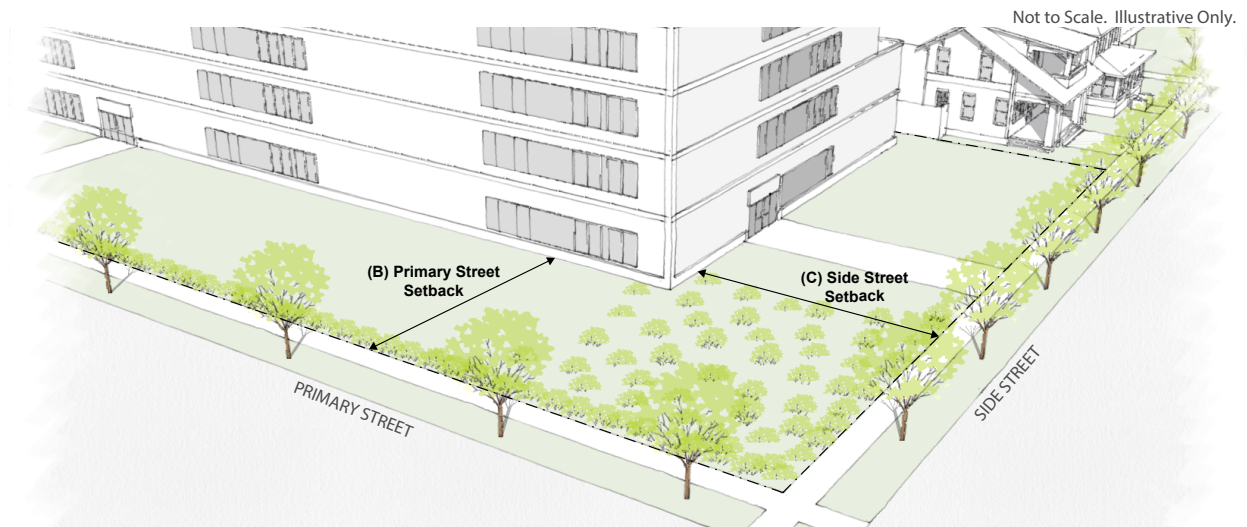 Not to Scale. Illustrative Only.
(B) Primary Street
Setback
(C) Side Street
Setback
PRIMARY STREET
SIDE STREET